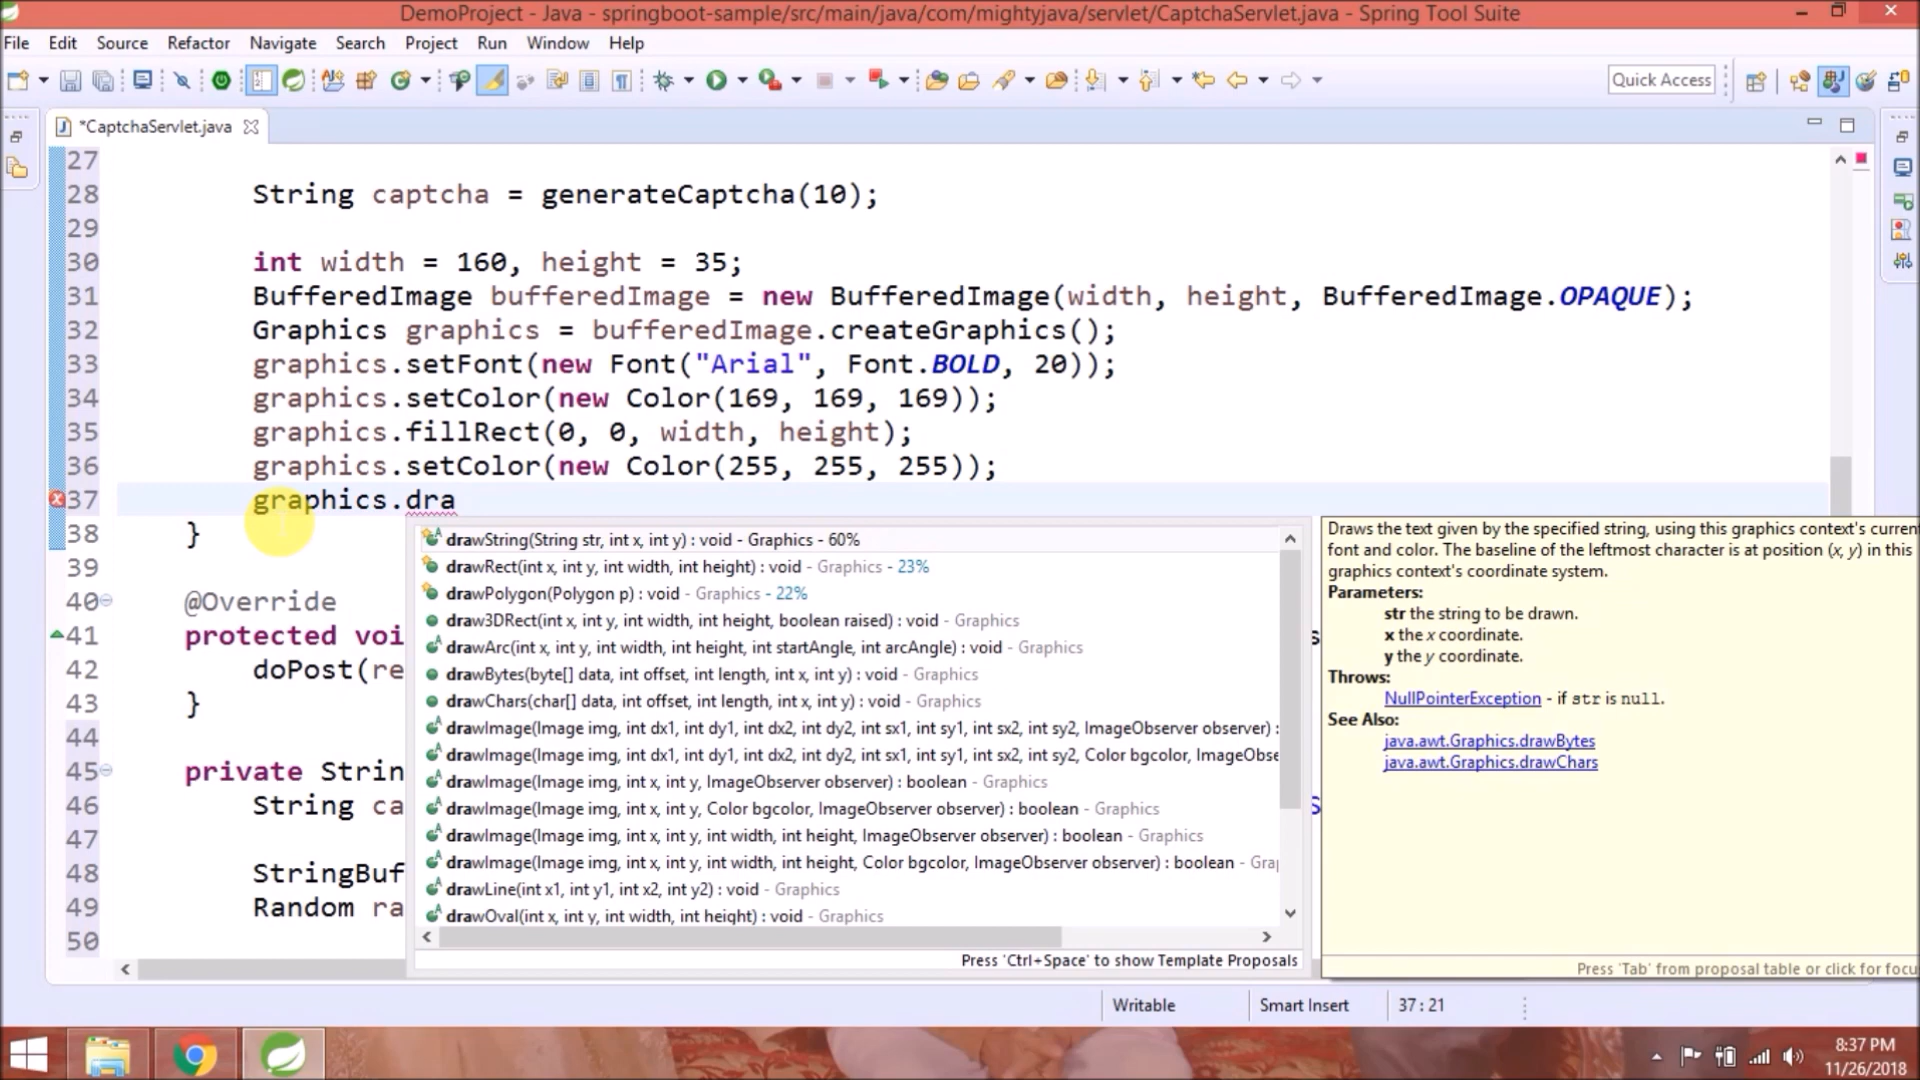 DemoProject - Java - springboot-sample/src/main/java/com/mightyjava/servlet/CaptchaServlet.java - Spring Tool Suite
File Edit Source Refactor Navigate Search Project Run Window Help
Quick Access
*CaptchaServlet.java
27
28 String captcha = generateCaptcha(10);
29
30 int width = 160, height = 35;
31 BufferedImage bufferedImage = new BufferedImage(width, height, BufferedImage.OPAQUE);
32 Graphics graphics = bufferedImage.createGraphics();
33 graphics.setFont(new Font("Arial", Font.BOLD, 20));
34 graphics.setColor(new Color(169, 169, 169));
35 graphics.fillRect(0, 0, width, height);
36 graphics.setColor(new Color(255, 255, 255));
37 graphics.dra
38 }
39
40 @Override
41 protected voi
42 doPost(re
43 }
44
45 private Strin
46 String ca
47
48 StringBuf
49 Random ra
50
drawString(String str, int x, int y) : void - Graphics - 60%
drawRect(int x, int y, int width, int height) : void - Graphics - 23%
drawPolygon(Polygon p) : void - Graphics - 22%
draw3DRect(int x, int y, int width, int height, boolean raised) : void - Graphics
drawArc(int x, int y, int width, int height, int startAngle, int arcAngle) : void - Graphics
drawBytes(byte[] data, int offset, int length, int x, int y) : void - Graphics
drawChars(char[] data, int offset, int length, int x, int y) : void - Graphics
drawImage(Image img, int dx1, int dy1, int dx2, int dy2, int sx1, int sy1, int sx2, int sy2, ImageObserver observer) :
drawImage(Image img, int dx1, int dy1, int dx2, int dy2, int sx1, int sy1, int sx2, int sy2, Color bgcolor, ImageObse
drawImage(Image img, int x, int y, ImageObserver observer) : boolean - Graphics
drawImage(Image img, int x, int y, Color bgcolor, ImageObserver observer) : boolean - Graphics
drawImage(Image img, int x, int y, int width, int height, ImageObserver observer) : boolean - Graphics
drawImage(Image img, int x, int y, int width, int height, Color bgcolor, ImageObserver observer) : boolean - Gra
drawLine(int x1, int y1, int x2, int y2) : void - Graphics
drawOval(int x, int y, int width, int height) : void - Graphics
Press 'Ctrl+Space' to show Template Proposals
Draws the text given by the specified string, using this graphics context's current
font and color. The baseline of the leftmost character is at position (x, y) in this
graphics context's coordinate system.
Parameters:
str the string to be drawn.
x the x coordinate.
y the y coordinate.
Throws:
NullPointerException - if str is null.
See Also:
java.awt.Graphics.drawBytes
java.awt.Graphics.drawChars
Press 'Tab' from proposal table or click for focu
Writable Smart Insert 37 : 21
8:37 PM
11/26/2018